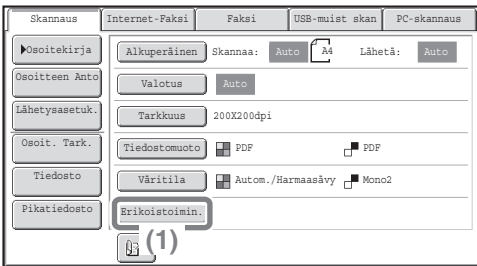 Skannaus Internet-Faksi Faksi USB-muist skan PC-skannaus
Osoitekirja Alkuperäinen Skannaa: Auto A4 Lähetä: Auto
Osoitteen Anto Valotus Auto
Lähetysasetuk. Tarkkuus 200X200dpi
Osoit. Tark. Tiedostomuoto PDF PDF
Tiedosto Väritila Autom./Harmaasävy Mono2
Pikatiedosto Erikoistoimin.
(1)